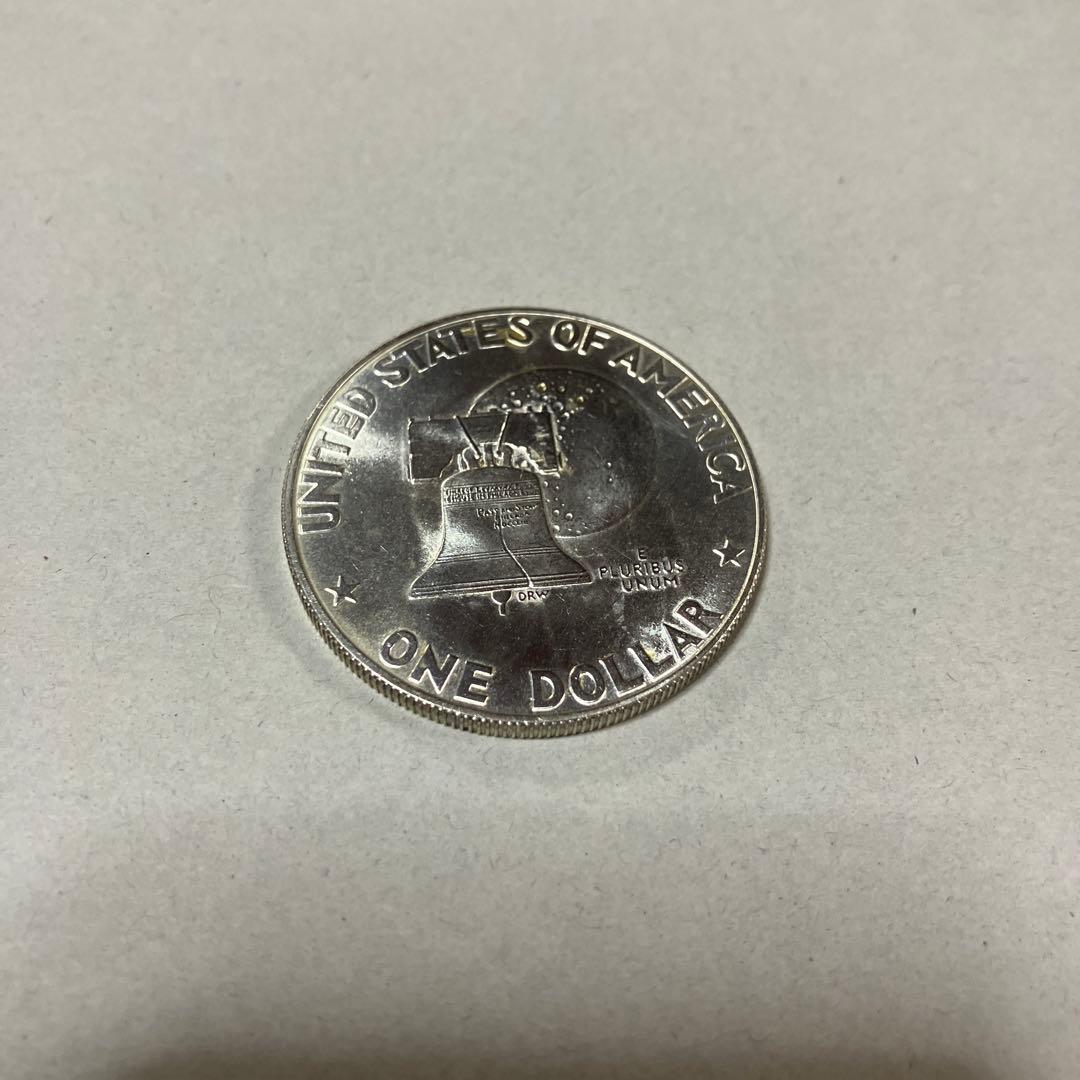 UNITED STATES OF AMERICA
E
PLURIBUS
UNUM
DRW
ONE DOLLAR